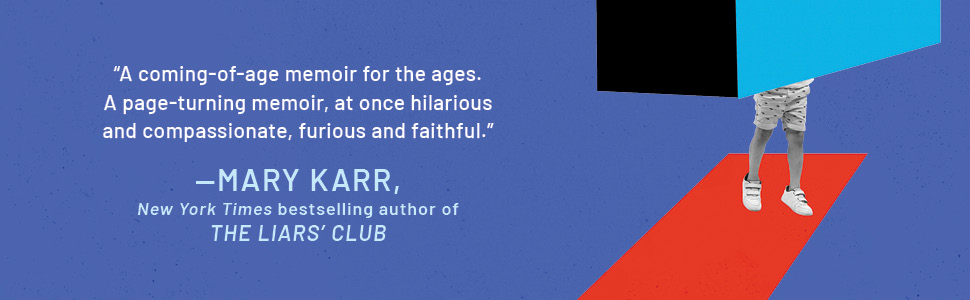 “A coming-of-age memoir for the ages.
A page-turning memoir, at once hilarious
and compassionate, furious and faithful.”
—MARY KARR,
New York Times bestselling author of
THE LIARS’ CLUB